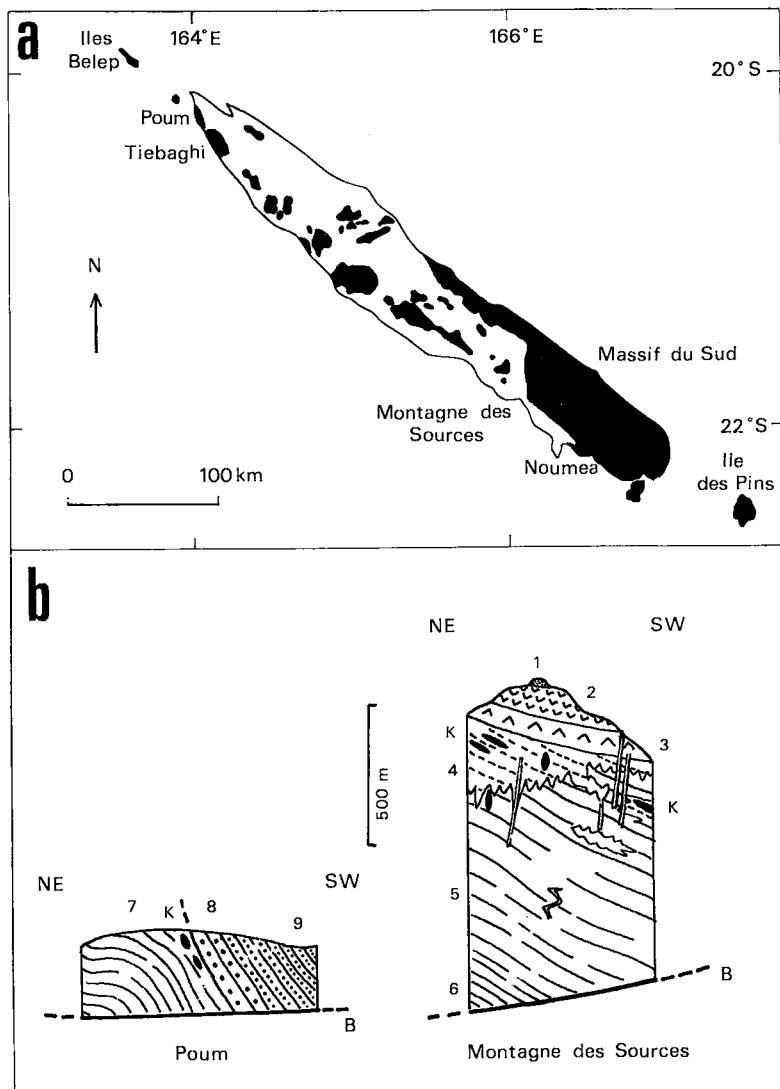 a
Iles
Belep
164°E
166°E
20°S
Poum
Tiebaghi
N
Massif du Sud
Montagne des
Sources
22°S
0
100 km
Noumea
Ile
des Pins
b
NE
SW
1
2
K
3
4
K
500 m
5
6
B
NE
SW
7
K
8
9
B
Poum
Montagne des Sources